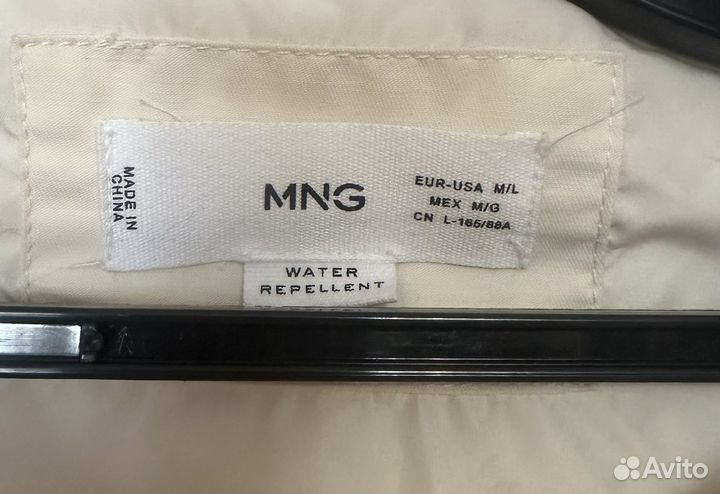 MADE IN
CHINA
MNG
EUR-USA M/L
MEX M/G
CN L-165/88A
WATER
REPELLENT
Avito